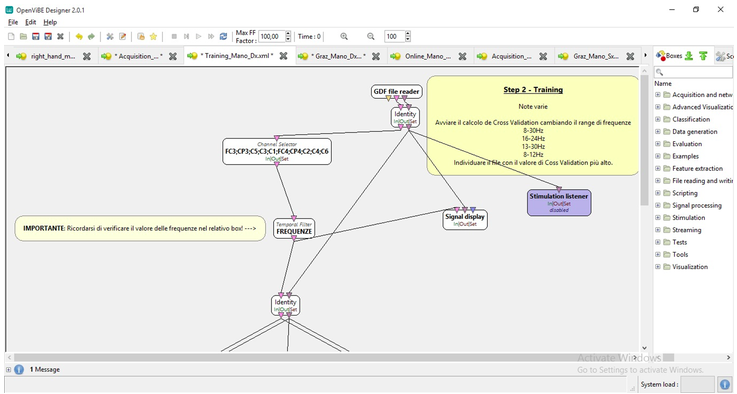 OpenViBE Designer 2.0.1
File Edit Help
Max FF Factor : 100,00 Time : 0 100
right_hand_m... * Acquisition_...* * Training_Mano_Dx.xml * * Graz_Mano_Dx...* Online_Mano_... Acquisition_... Graz_Mano_Sx... Boxes Sce
Name
Acquisition and netw
Advanced Visualizatio
Classification
Data generation
Evaluation
Examples
Feature extraction
File reading and writin
Scripting
Signal processing
Stimulation
Streaming
Tests
Tools
Visualization
GDF file reader
Identity
In|Out|Set
Step 2 - Training
Note varie
Avviare il calcolo de Cross Validation cambiando il range di frequenze
8-30Hz
16-24Hz
13-30Hz
8-12Hz
Individuare il file con il valore di Coss Validation più alto.
Channel Selector
FC3;CP3;C5;C3;C1;FC4;CP4;C2;C4;C6
In|Out|Set
Stimulation listener
In|Out|Set
disabled
Signal display
In|Out|Set
IMPORTANTE: Ricordarsi di verificare il valore delle frequenze nel relativo box! --->
Temporal Filter
FREQUENZE
In|Out|Set
Identity
In|Out|Set
Activate Windows
Go to Settings to activate Windows.
1 Message
System load :